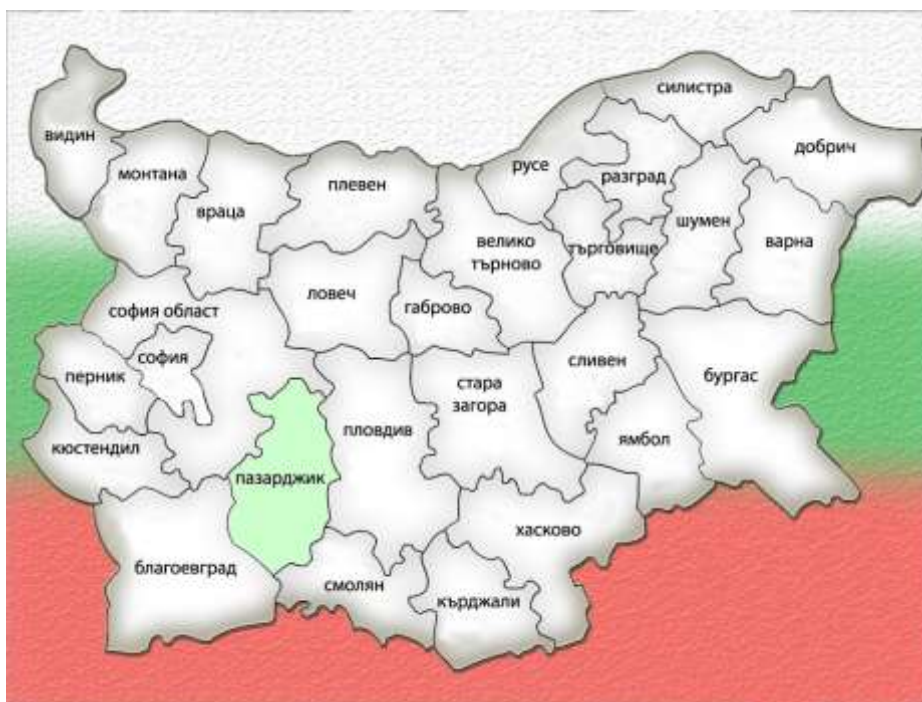 силистра
видин
добрич
русе
монтана
разград
плевен
враца
шумен
велико
търново
търговище
варна
ловеч
габрово
софия област
софия
сливен
перник
бургас
стара
загора
пловдив
ямбол
кюстендил
пазарджик
хасково
благоевград
смолян
кърджали